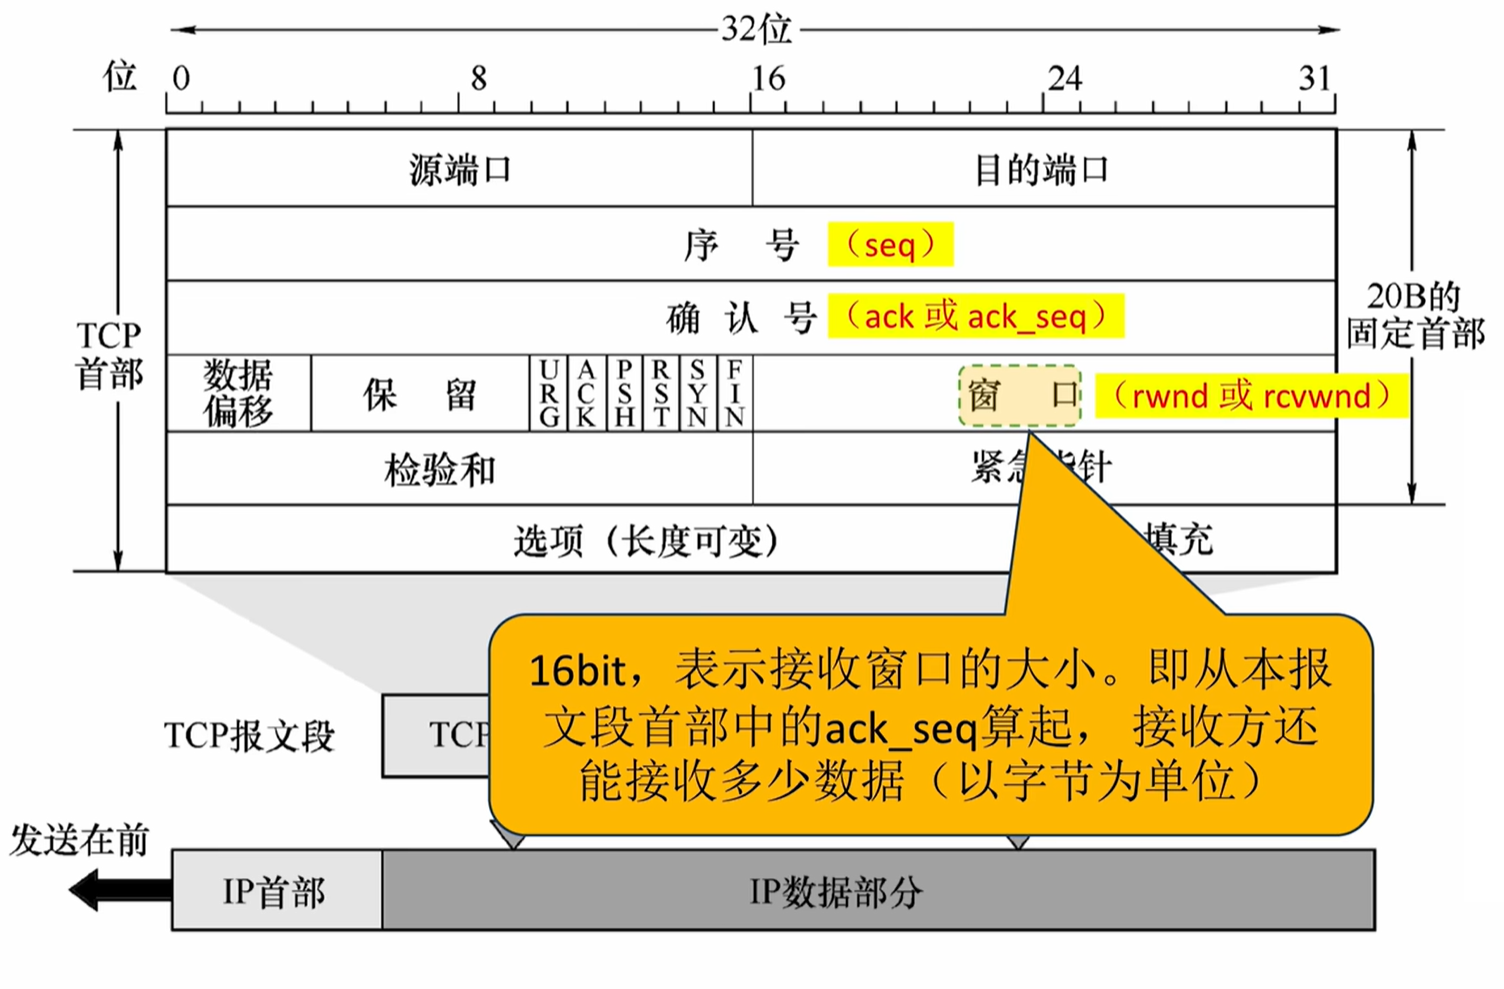 32位
位 0 8 16 24 31
源端口 目的端口
序 号 （seq）
确 认 号 （ack 或 ack_seq）
20B的
固定首部
TCP
首部
数据
偏移
保 留
URG
ACK
PSH
RST
SYN
FIN
窗 口 （rwnd 或 rcvwnd）
检验和 紧急指针
选项（长度可变） 填充
16bit，表示接收窗口的大小。即从本报
文段首部中的ack_seq算起， 接收方还
能接收多少数据（以字节为单位）
TCP报文段 TCP
发送在前
IP首部 IP数据部分